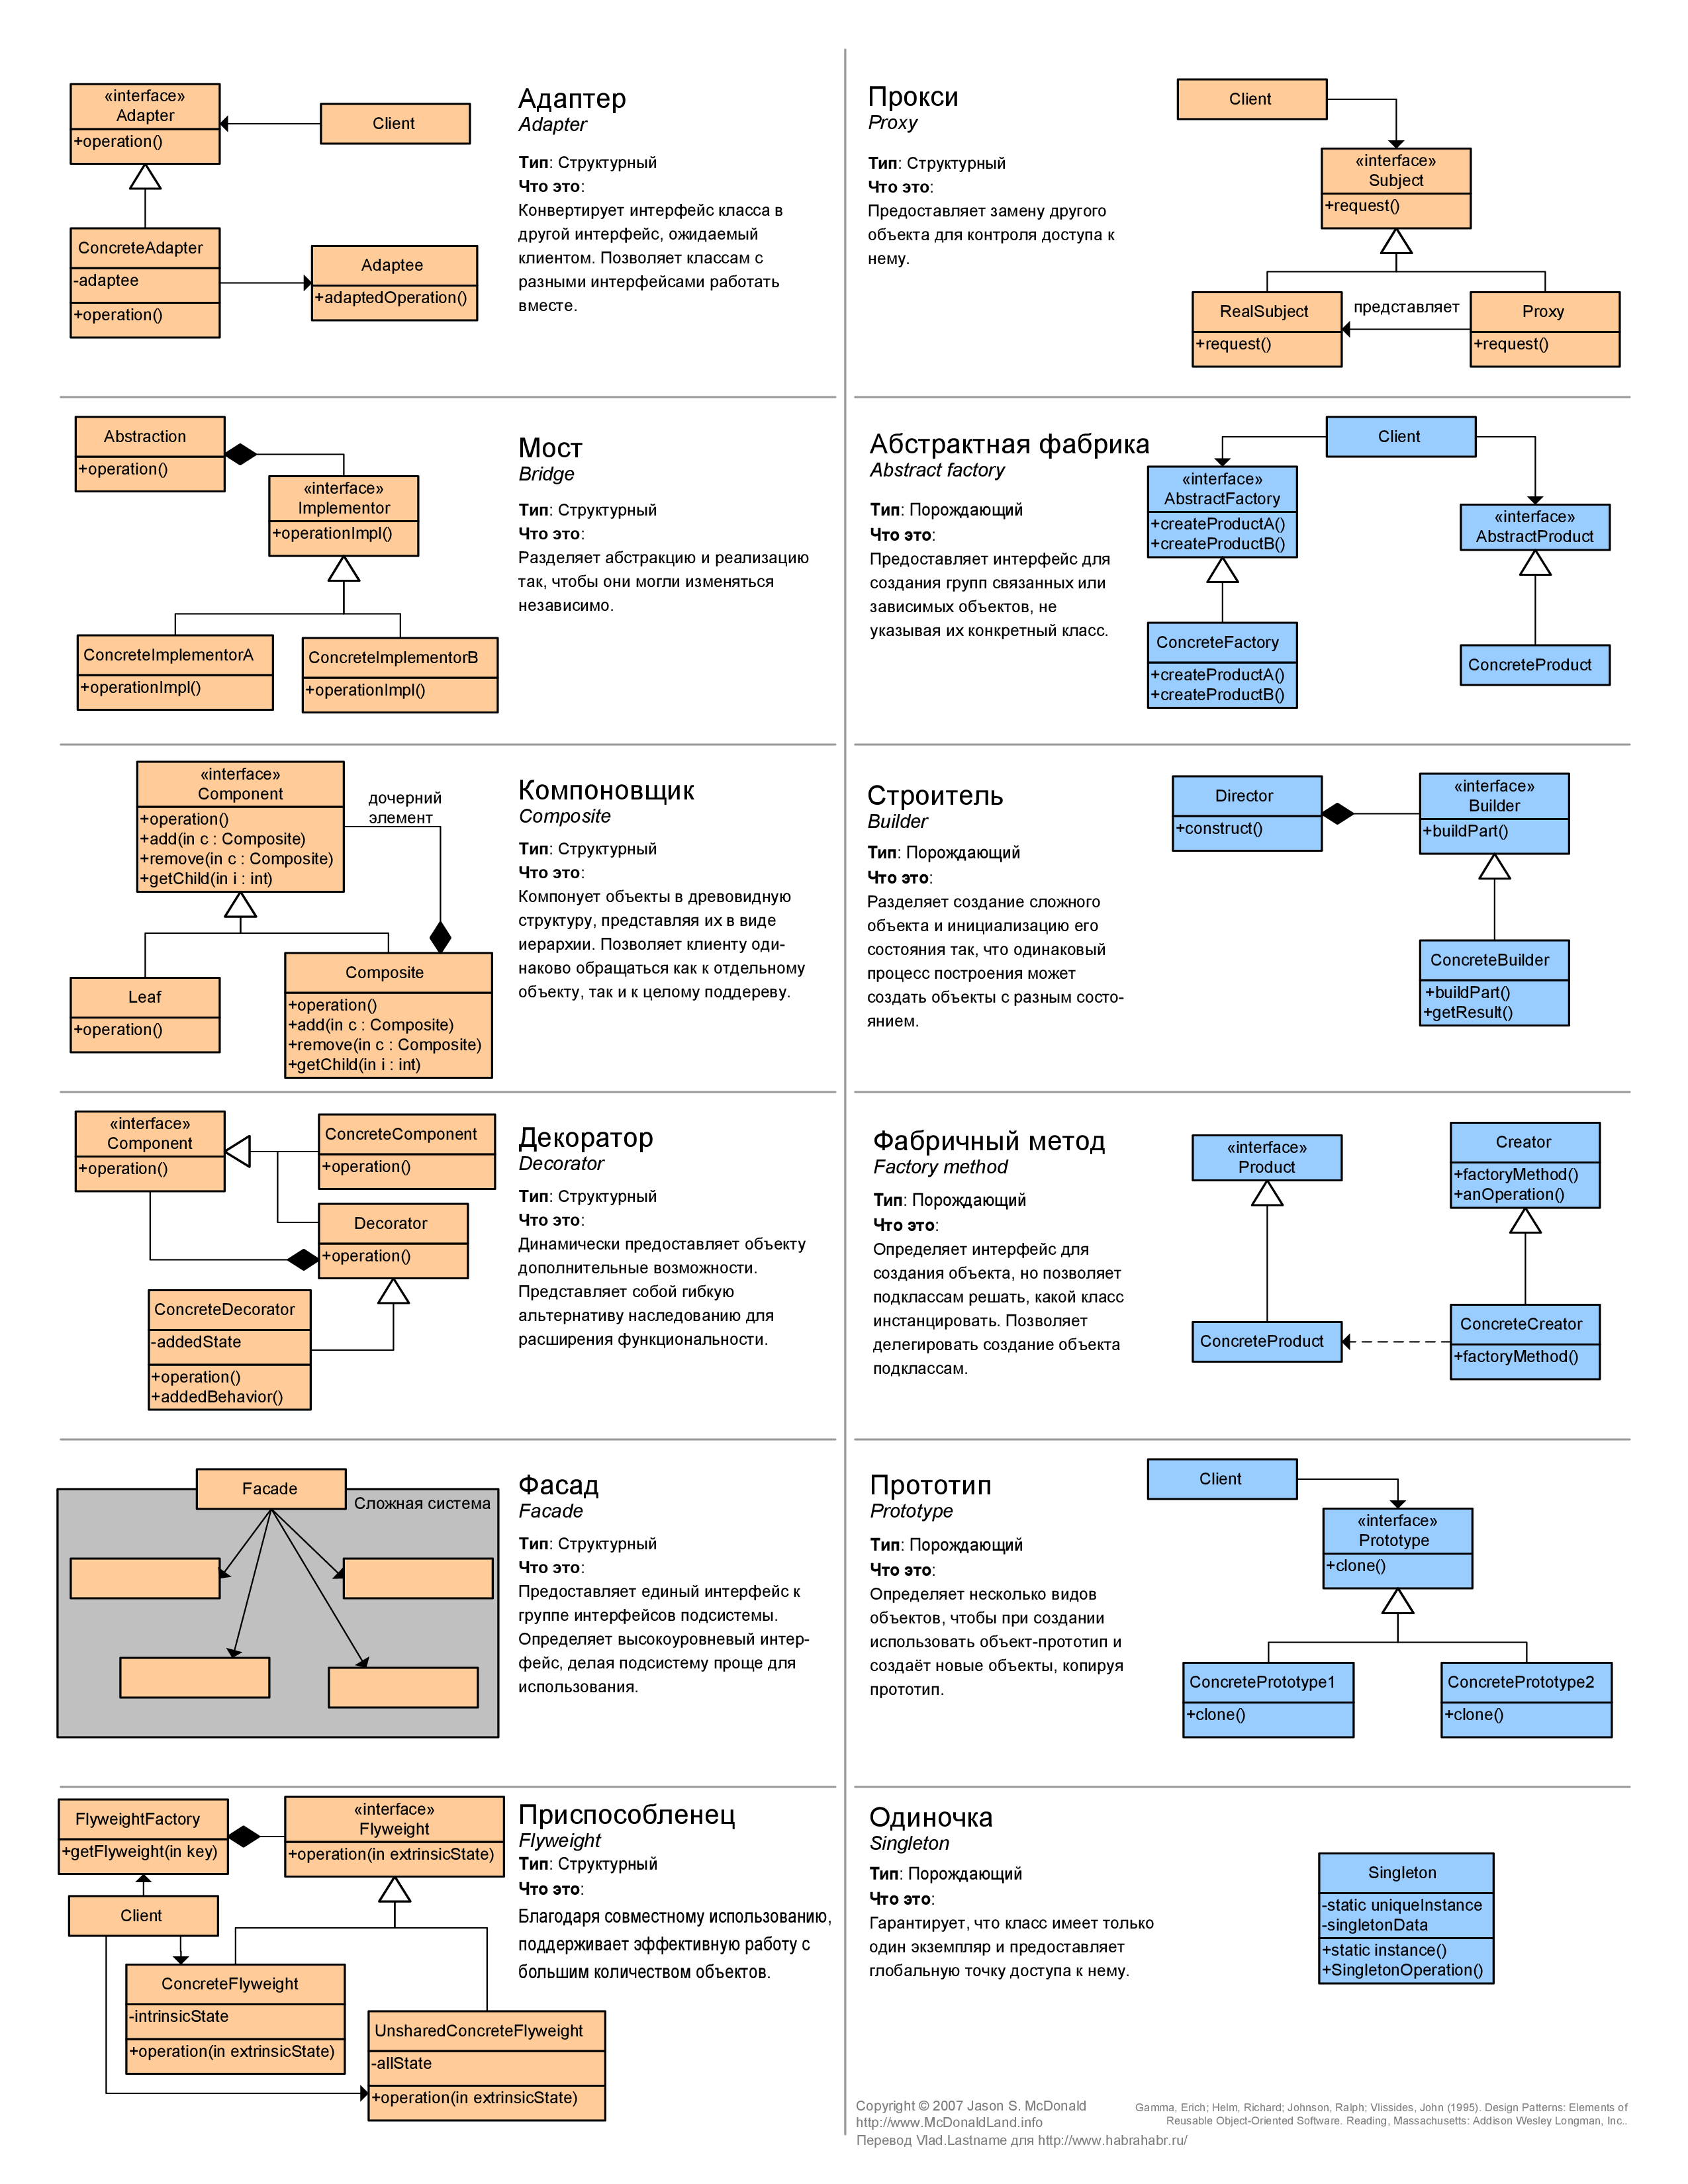 «interface»
Adapter
+operation()
Client
ConcreteAdapter
-adaptee
+operation()
Adaptee
+adaptedOperation()
Адаптер
Adapter
Тип: Структурный
Что это:
Конвертирует интерфейс класса в
другой интерфейс, ожидаемый
клиентом. Позволяет классам с
разными интерфейсами работать
вместе.
Abstraction
+operation()
«interface»
Implementor
+operationImpl()
ConcreteImplementorA
+operationImpl()
ConcreteImplementorB
+operationImpl()
Мост
Bridge
Тип: Структурный
Что это:
Разделяет абстракцию и реализацию
так, чтобы они могли изменяться
независимо.
«interface»
Component
+operation()
+add(in c : Composite)
+remove(in c : Composite)
+getChild(in i : int)
дочерний
элемент
Leaf
+operation()
Composite
+operation()
+add(in c : Composite)
+remove(in c : Composite)
+getChild(in i : int)
Компоновщик
Composite
Тип: Структурный
Что это:
Компонует объекты в древовидную
структуру, представляя их в виде
иерархии. Позволяет клиенту оди-
наково обращаться как к отдельному
объекту, так и к целому поддереву.
«interface»
Component
+operation()
ConcreteComponent
+operation()
Decorator
+operation()
ConcreteDecorator
-addedState
+operation()
+addedBehavior()
Декоратор
Decorator
Тип: Структурный
Что это:
Динамически предоставляет объекту
дополнительные возможности.
Представляет собой гибкую
альтернативу наследованию для
расширения функциональности.
Facade
Сложная система
Фасад
Facade
Тип: Структурный
Что это:
Предоставляет единый интерфейс к
группе интерфейсов подсистемы.
Определяет высокоуровневый интер-
фейс, делая подсистему проще для
использования.
FlyweightFactory
+getFlyweight(in key)
«interface»
Flyweight
+operation(in extrinsicState)
Client
ConcreteFlyweight
-intrinsicState
+operation(in extrinsicState)
UnsharedConcreteFlyweight
-allState
+operation(in extrinsicState)
Приспособленец
Flyweight
Тип: Структурный
Что это:
Благодаря совместному использованию,
поддерживает эффективную работу с
большим количеством объектов.
Прокси
Proxy
Тип: Структурный
Что это:
Предоставляет замену другого
объекта для контроля доступа к
нему.
Client
«interface»
Subject
+request()
RealSubject
+request()
представляет
Proxy
+request()
Абстрактная фабрика
Abstract factory
Тип: Порождающий
Что это:
Предоставляет интерфейс для
создания групп связанных или
зависимых объектов, не
указывая их конкретный класс.
Client
«interface»
AbstractFactory
+createProductA()
+createProductB()
«interface»
AbstractProduct
ConcreteFactory
+createProductA()
+createProductB()
ConcreteProduct
Строитель
Builder
Тип: Порождающий
Что это:
Разделяет создание сложного
объекта и инициализацию его
состояния так, что одинаковый
процесс построения может
создать объекты с разным состо-
янием.
Director
+construct()
«interface»
Builder
+buildPart()
ConcreteBuilder
+buildPart()
+getResult()
Фабричный метод
Factory method
Тип: Порождающий
Что это:
Определяет интерфейс для
создания объекта, но позволяет
подклассам решать, какой класс
инстанцировать. Позволяет
делегировать создание объекта
подклассам.
«interface»
Product
Creator
+factoryMethod()
+anOperation()
ConcreteProduct
ConcreteCreator
+factoryMethod()
Прототип
Prototype
Тип: Порождающий
Что это:
Определяет несколько видов
объектов, чтобы при создании
использовать объект-прототип и
создаёт новые объекты, копируя
прототип.
Client
«interface»
Prototype
+clone()
ConcretePrototype1
+clone()
ConcretePrototype2
+clone()
Одиночка
Singleton
Тип: Порождающий
Что это:
Гарантирует, что класс имеет только
один экземпляр и предоставляет
глобальную точку доступа к нему.
Singleton
-static uniqueInstance
-singletonData
+static instance()
+SingletonOperation()
Copyright © 2007 Jason S. McDonald
http://www.McDonaldLand.info
Перевод Vlad.Lastname для http://www.habrahabr.ru/
Gamma, Erich; Helm, Richard; Johnson, Ralph; Vlissides, John (1995). Design Patterns: Elements of
Reusable Object-Oriented Software. Reading, Massachusetts: Addison Wesley Longman, Inc..